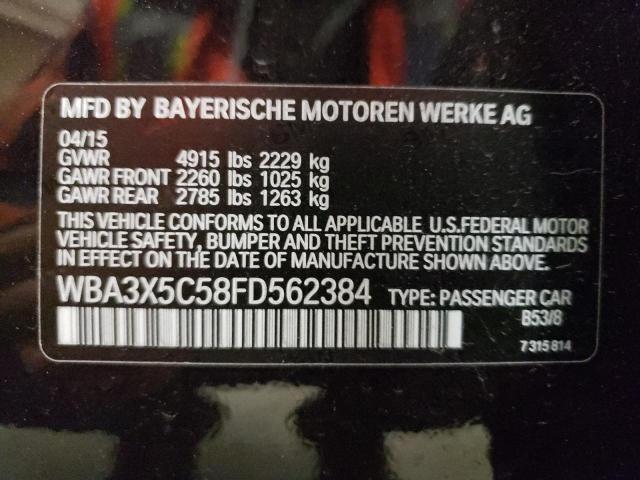 MFD BY BAYERISCHE MOTOREN WERKE AG
04/15
GVWR 4915 lbs 2229 kg
GAWR FRONT 2260 lbs 1025 kg
GAWR REAR 2785 lbs 1263 kg
THIS VEHICLE CONFORMS TO ALL APPLICABLE U.S.FEDERAL MOTOR
VEHICLE SAFETY, BUMPER AND THEFT PREVENTION STANDARDS
IN EFFECT ON THE DATE OF MANUFACTURE SHOWN ABOVE.
WBA3X5C58FD562384 TYPE: PASSENGER CAR
B53/8
7315814